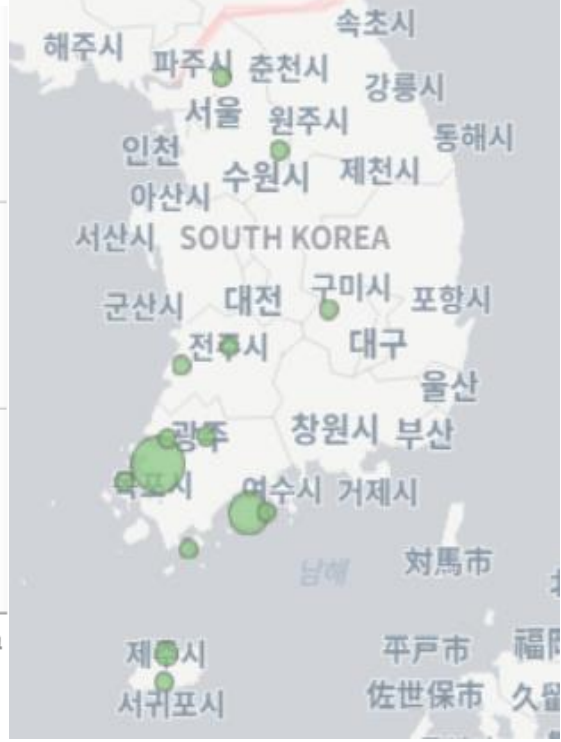 속초시
해주시
파주시 춘천시
강릉시
서울
원주시
동해시
인천
수원시
제천시
아산시
서산시
SOUTH KOREA
구미시
군산시
대전
포항시
전주시
대구
울산
광주
창원시 부산
목포시
여수시 거제시
남해
対馬市
제주시
平戸市
福岡
서귀포시
佐世保市
久留